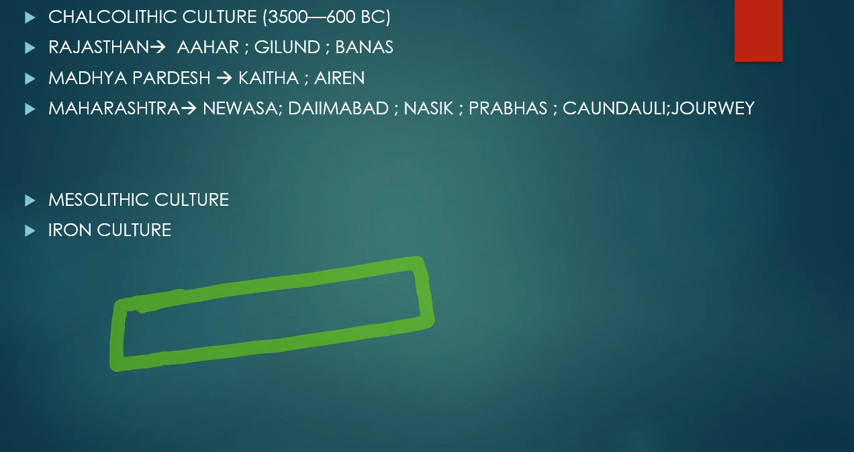 CHALCOLITHIC CULTURE (3500—600 BC)
RAJASTHAN→ AAHAR ; GILUND ; BANAS
MADHYA PARDESH → KAITHA ; AIREN
MAHARASHTRA→ NEWASA; DAIIMABAD ; NASIK ; PRABHAS ; CAUNDAULI;JOURWEY
MESOLITHIC CULTURE
IRON CULTURE